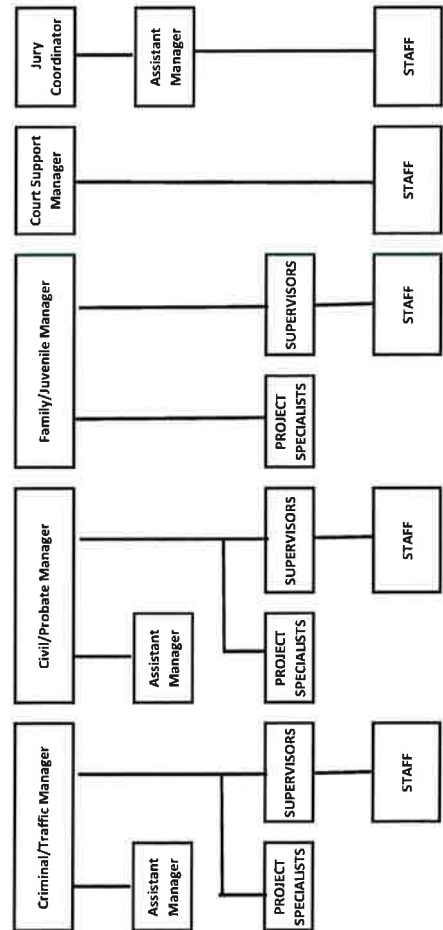 Criminal/Traffic Manager
Assistant
Manager
PROJECT
SPECIALISTS
SUPERVISORS
STAFF
Civil/Probate Manager
Assistant
Manager
PROJECT
SPECIALISTS
SUPERVISORS
STAFF
Family/Juvenile Manager
PROJECT
SPECIALISTS
SUPERVISORS
STAFF
Court Support
Manager
STAFF
Jury
Coordinator
Assistant
Manager
STAFF